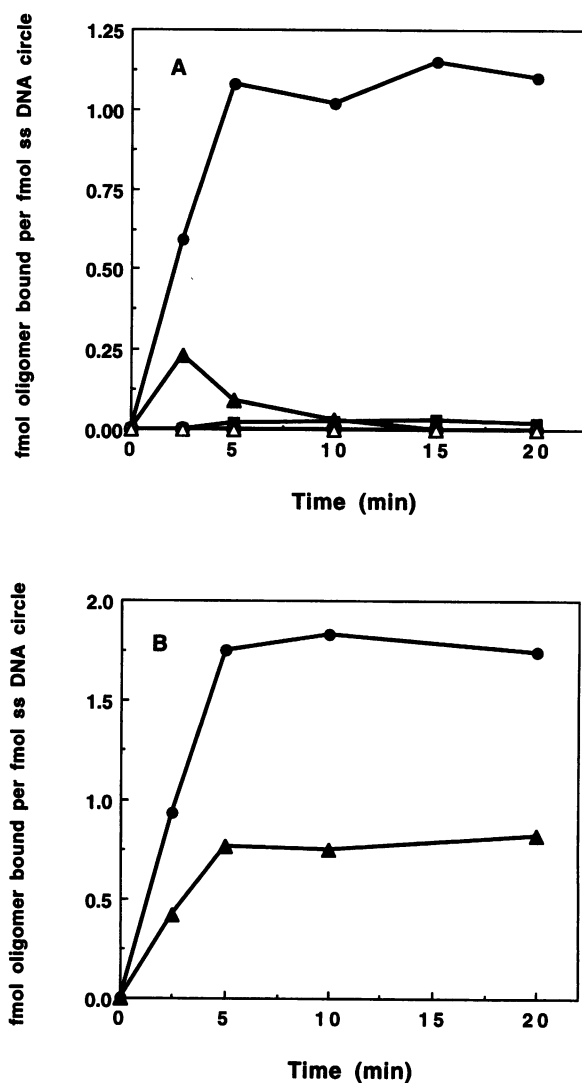 A
fmol oligomer bound per fmol ss DNA circle
1.25
1.00
0.75
0.50
0.25
0.00
0 5 10 15 20
Time (min)
B
fmol oligomer bound per fmol ss DNA circle
2.0
1.5
1.0
0.5
0.0
0 5 10 15 20
Time (min)